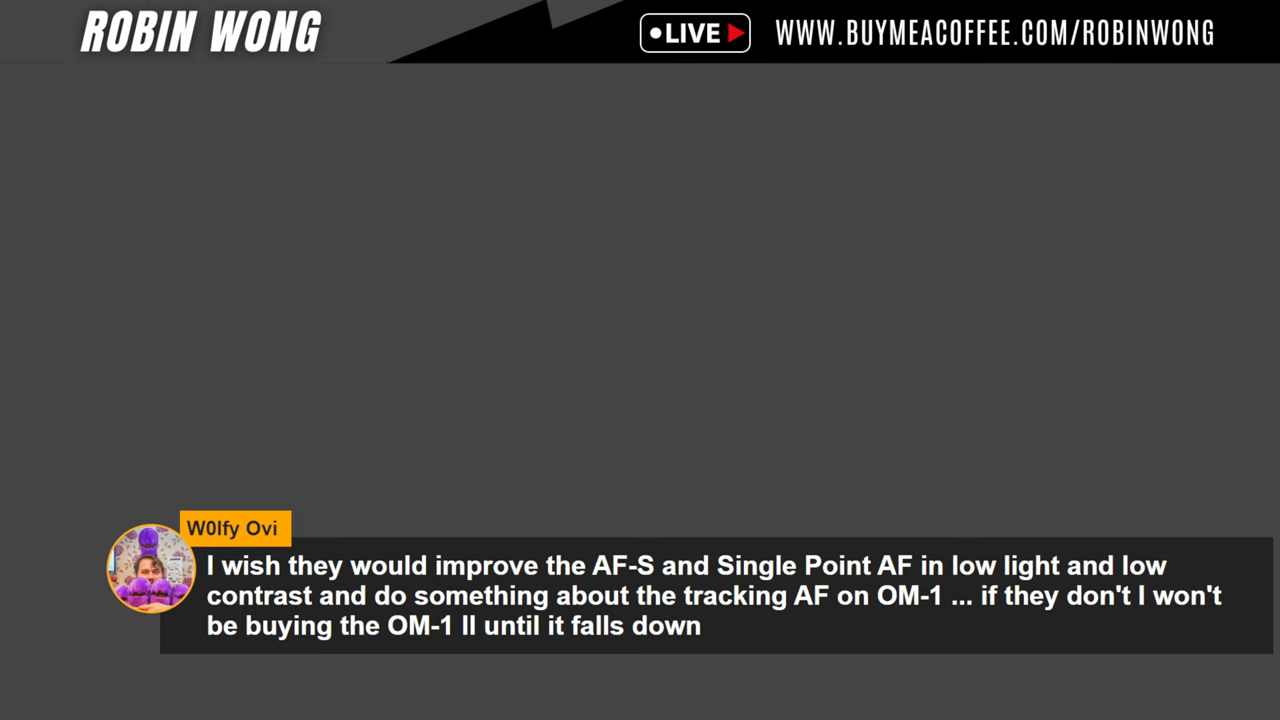 ROBIN WONG
LIVE
WWW.BUYMEACOFFEE.COM/ROBINWONG
W0lfy Ovi
I wish they would improve the AF-S and Single Point AF in low light and low
contrast and do something about the tracking AF on OM-1 ... if they don't I won't
be buying the OM-1 II until it falls down